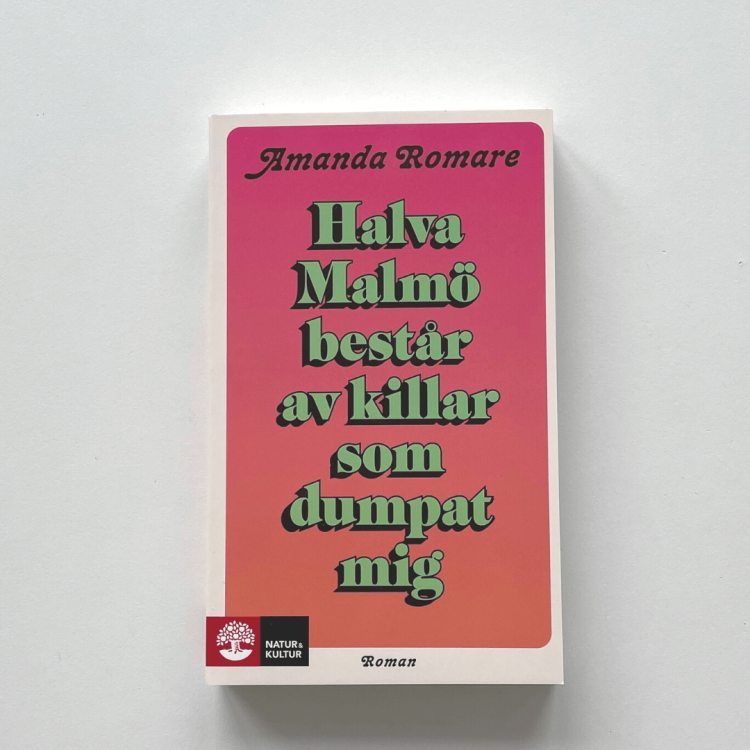 Amanda Romare
Halva
Malmö
består
av killar
som
dumpat
mig
NATUR&
KULTUR
Roman